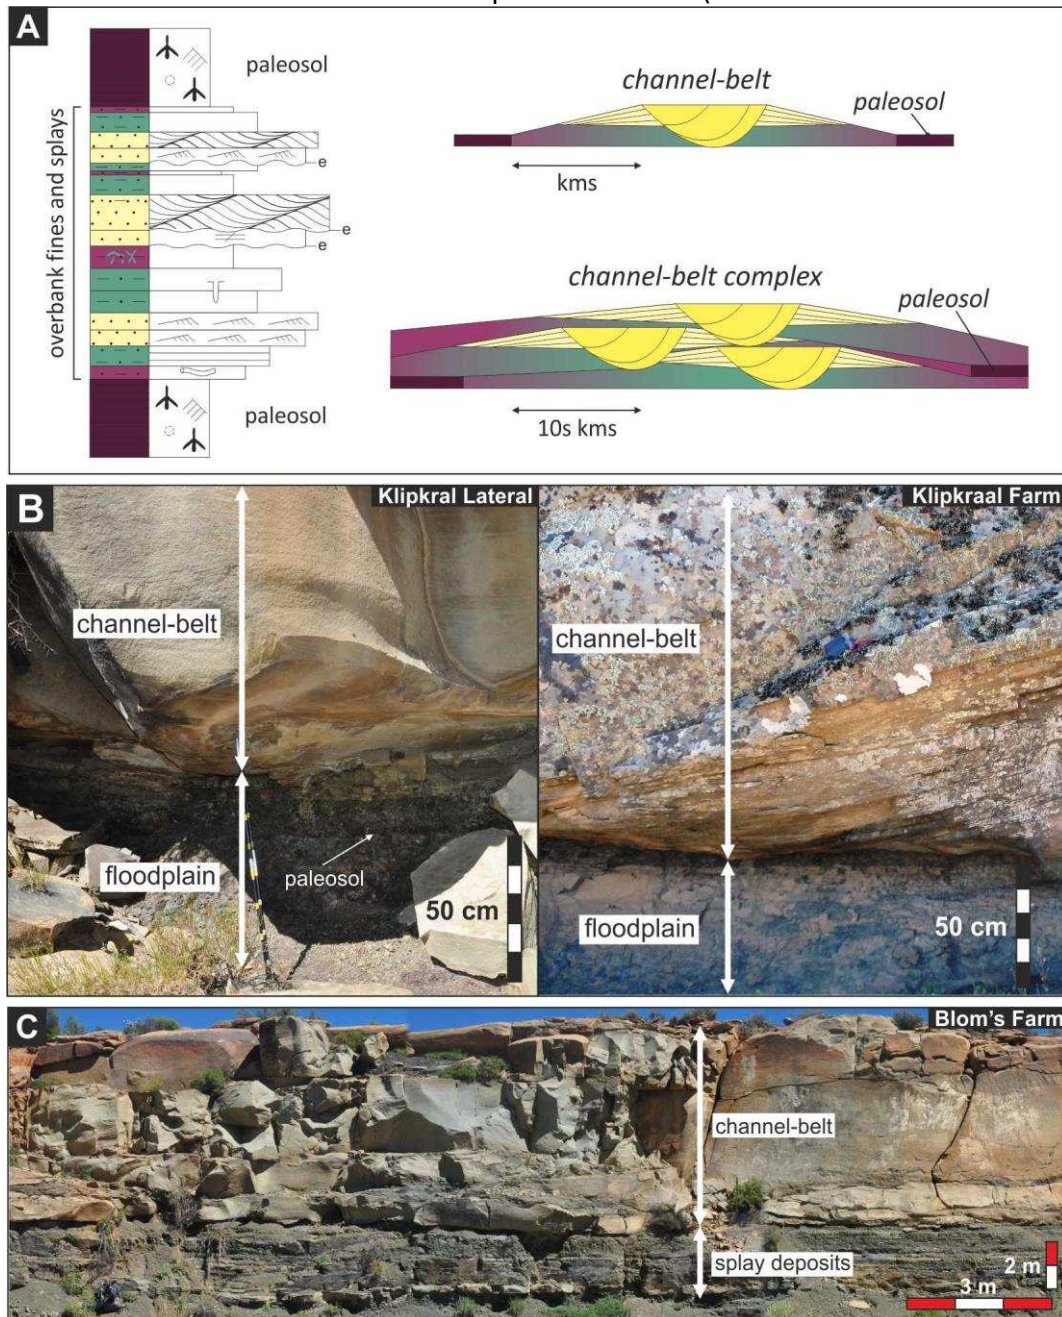 A
paleosol
overbank fines and splays
e
e
e
paleosol
channel-belt
paleosol
kms
channel-belt complex
paleosol
10s kms
B
Klipkral Lateral
channel-belt
floodplain
paleosol
50 cm
Klipkraal Farm
channel-belt
floodplain
50 cm
C
Blom's Farm
channel-belt
splay deposits
2 m
3 m